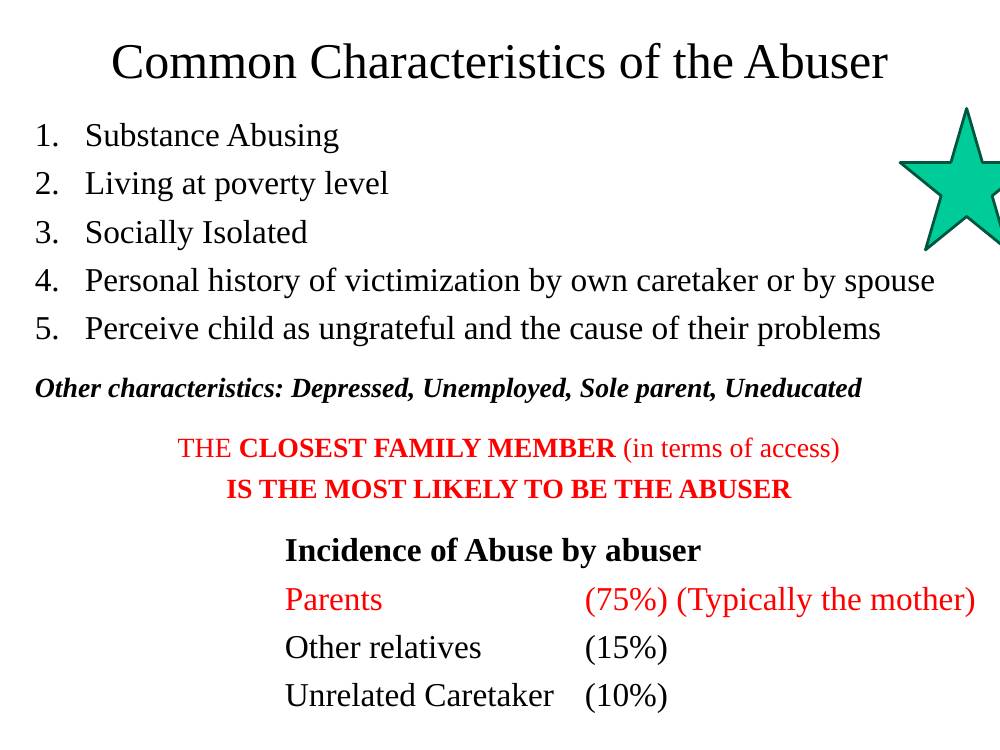 Common Characteristics of the Abuser
1. Substance Abusing
2. Living at poverty level
3. Socially Isolated
4. Personal history of victimization by own caretaker or by spouse
5. Perceive child as ungrateful and the cause of their problems
Other characteristics: Depressed, Unemployed, Sole parent, Uneducated
THE CLOSEST FAMILY MEMBER (in terms of access)
IS THE MOST LIKELY TO BE THE ABUSER
Incidence of Abuse by abuser
Parents (75%) (Typically the mother)
Other relatives (15%)
Unrelated Caretaker (10%)